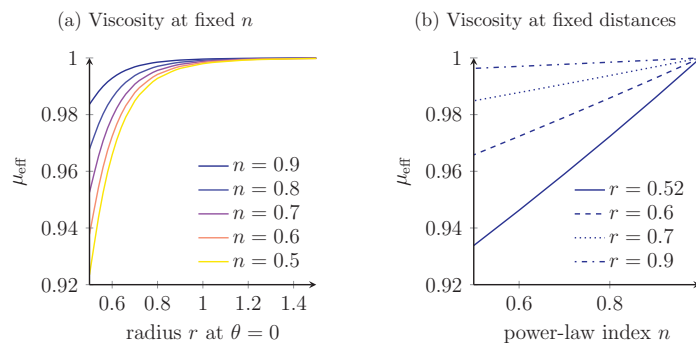 (a) Viscosity at fixed n
1
0.98
0.96
0.94
0.92
μeff
0.6 0.8 1 1.2 1.4
radius r at θ = 0
n = 0.9
n = 0.8
n = 0.7
n = 0.6
n = 0.5
(b) Viscosity at fixed distances
1
0.98
0.96
0.94
0.92
μeff
0.6 0.8
power-law index n
r = 0.52
r = 0.6
r = 0.7
r = 0.9